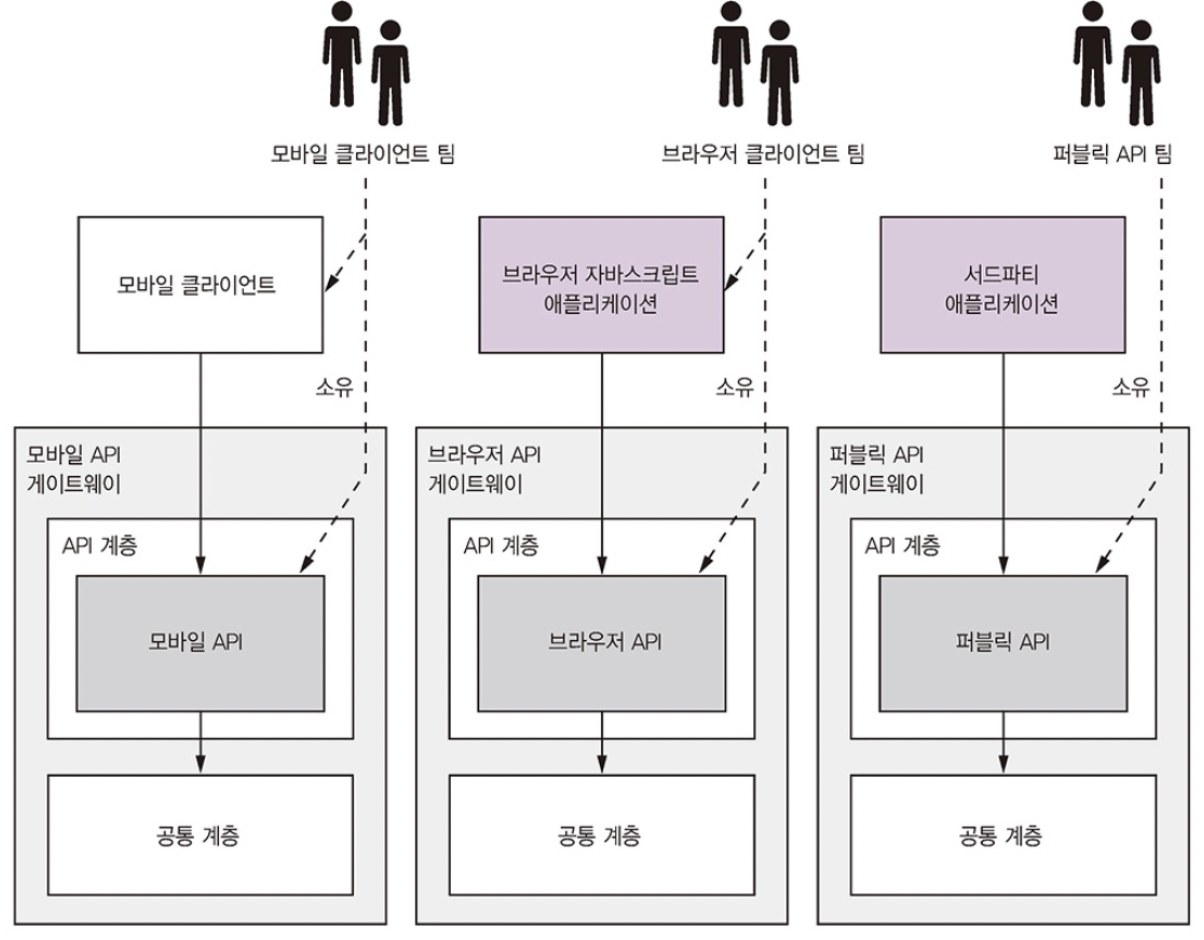 모바일 클라이언트 팀
브라우저 클라이언트 팀
퍼블릭 API 팀
모바일 클라이언트
브라우저 자바스크립트
애플리케이션
서드파티
애플리케이션
소유
소유
소유
모바일 API
게이트웨이
브라우저 API
게이트웨이
퍼블릭 API
게이트웨이
API 계층
API 계층
API 계층
모바일 API
브라우저 API
퍼블릭 API
공통 계층
공통 계층
공통 계층